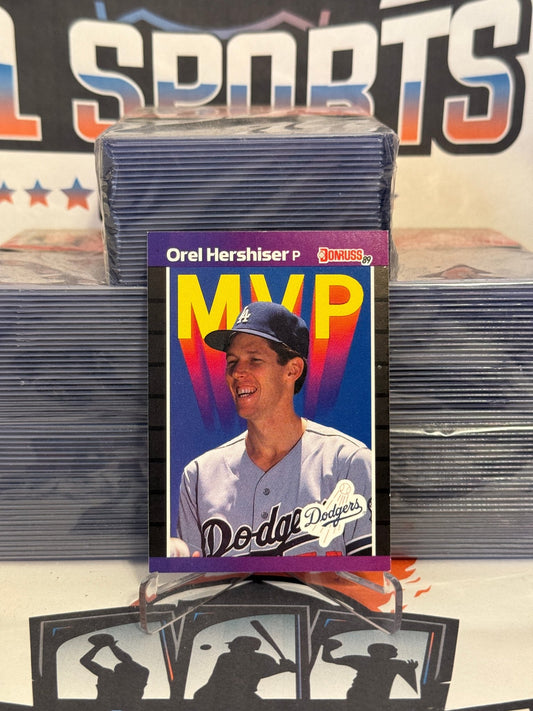 L SPORTS
Orel Hershiser P DONRUSS 89
MVP
LA
Dodgers
Dodgers